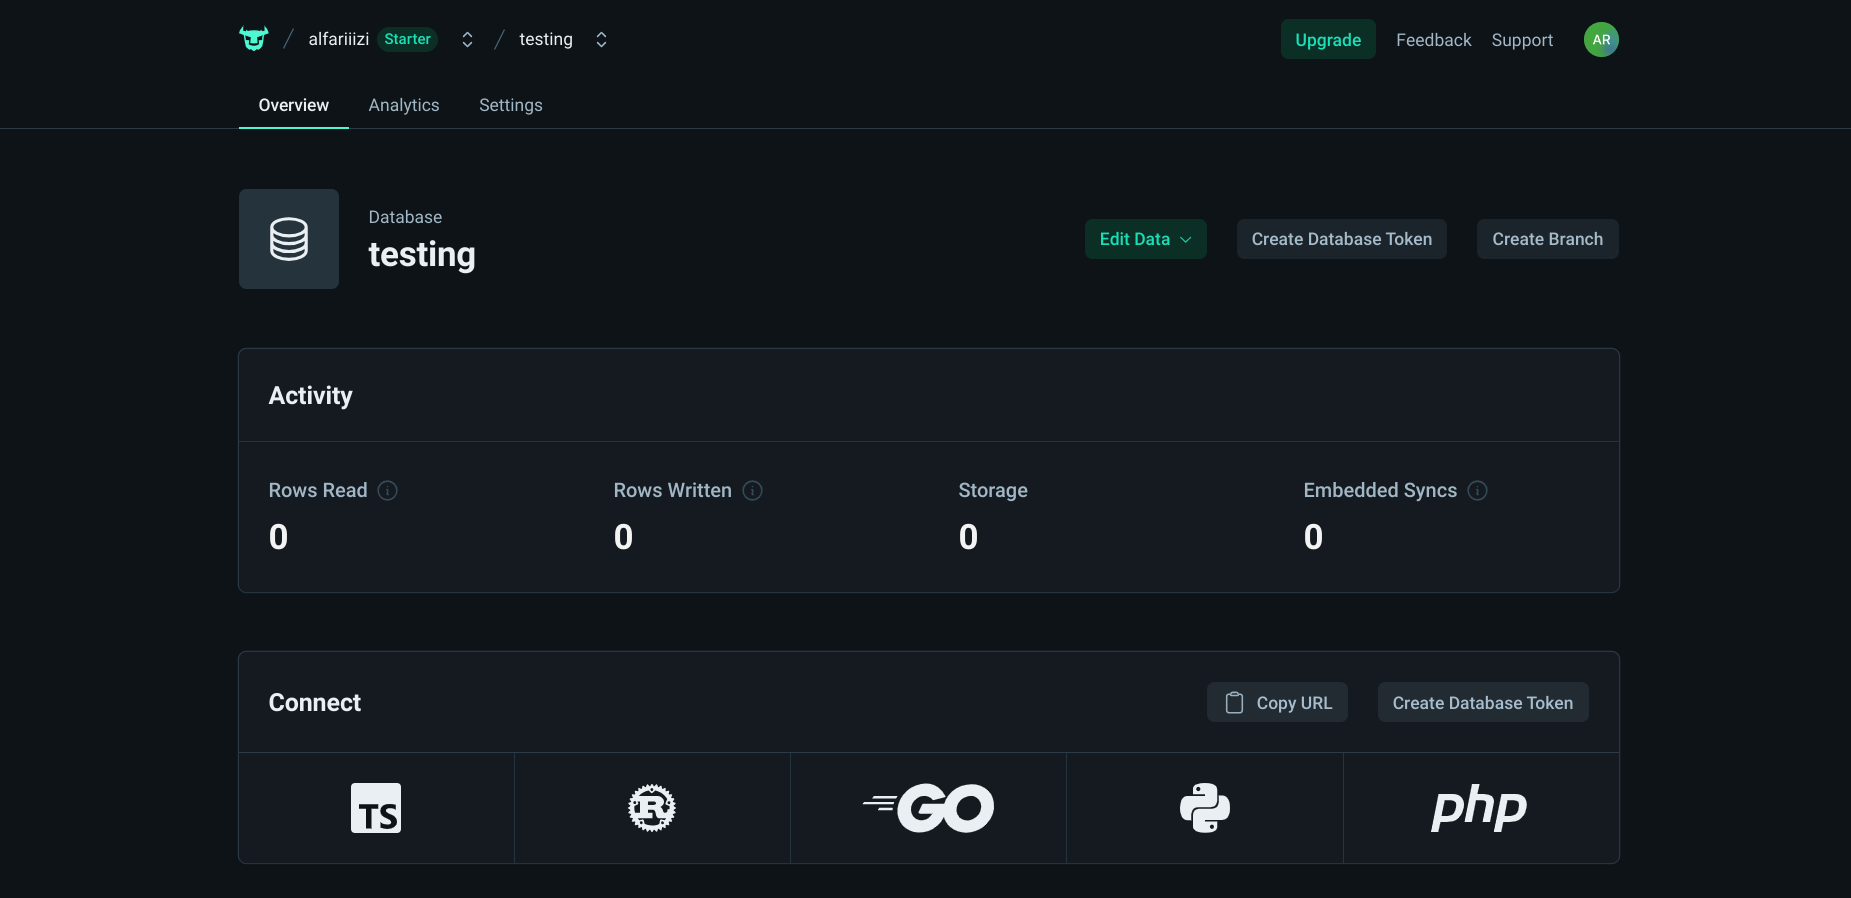 alfariiizi Starter testing Upgrade Feedback Support AR
Overview Analytics Settings
Database
testing
Edit Data Create Database Token Create Branch
Activity
Rows Read Rows Written Storage Embedded Syncs
0 0 0 0
Connect Copy URL Create Database Token
TS R GO php